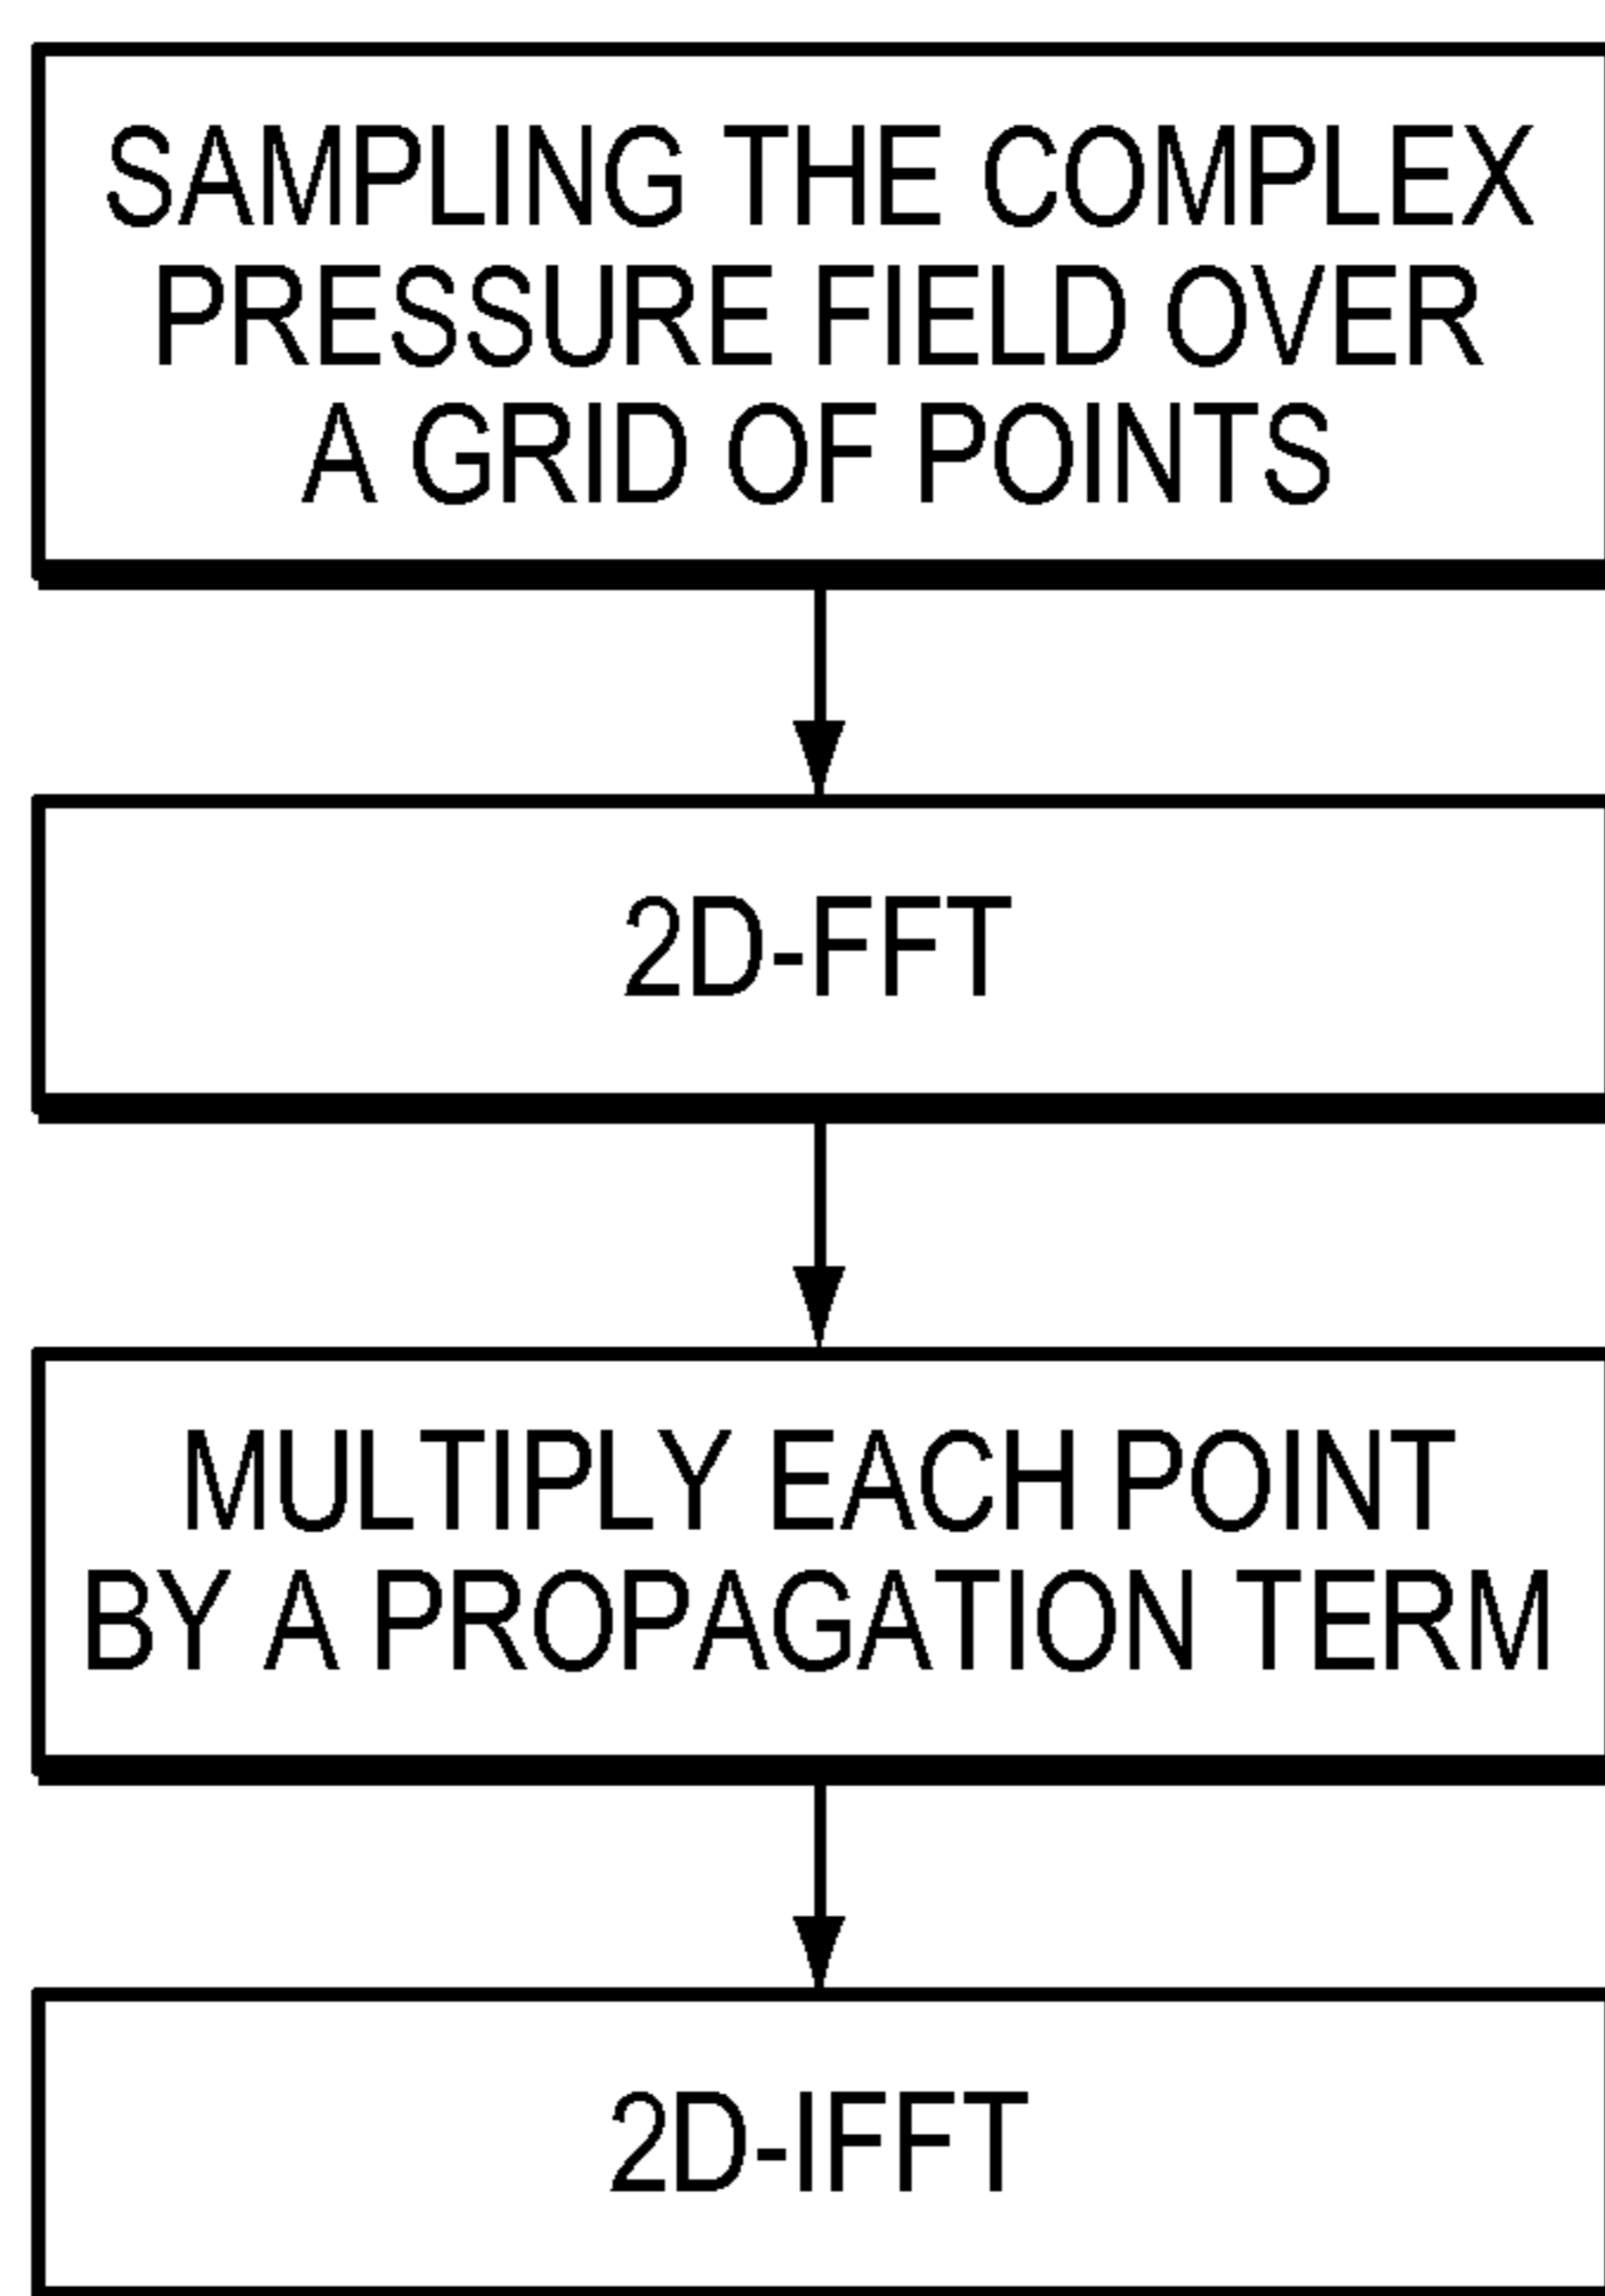 SAMPLING THE COMPLEX
PRESSURE FIELD OVER
A GRID OF POINTS
2D-FFT
MULTIPLY EACH POINT
BY A PROPAGATION TERM
2D-IFFT